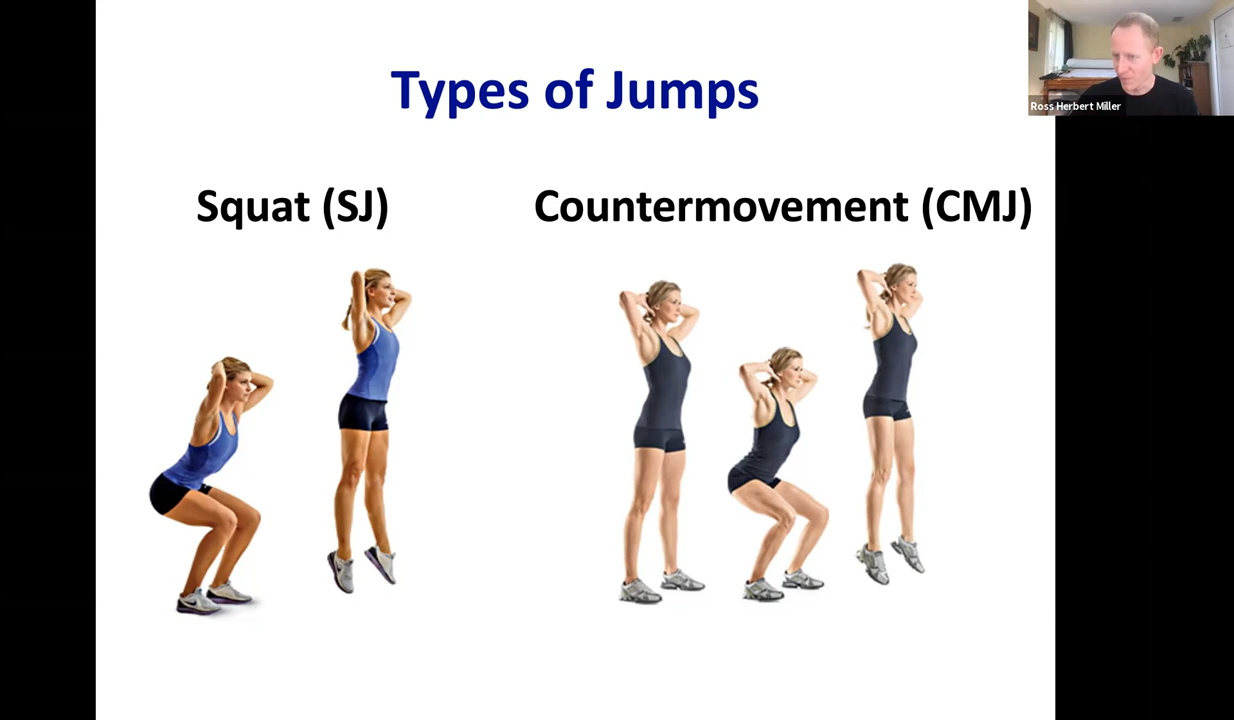 Types of Jumps
Ross Herbert Miller
Squat (SJ)
Countermovement (CMJ)